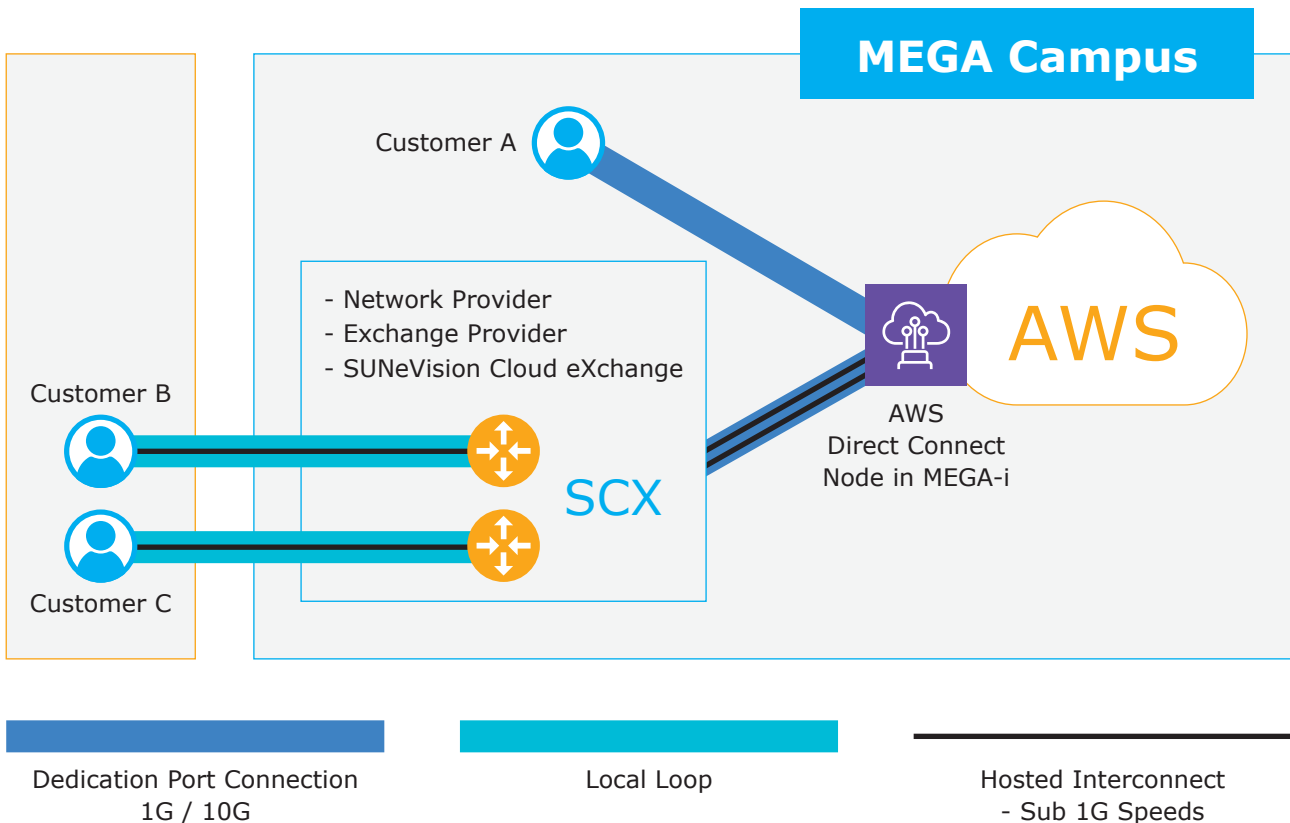 MEGA Campus
Customer A
- Network Provider
- Exchange Provider
- SUNeVision Cloud eXchange
AWS
Customer B
AWS
Direct Connect
Node in MEGA-i
SCX
Customer C
Dedication Port Connection
1G / 10G
Local Loop
Hosted Interconnect
- Sub 1G Speeds